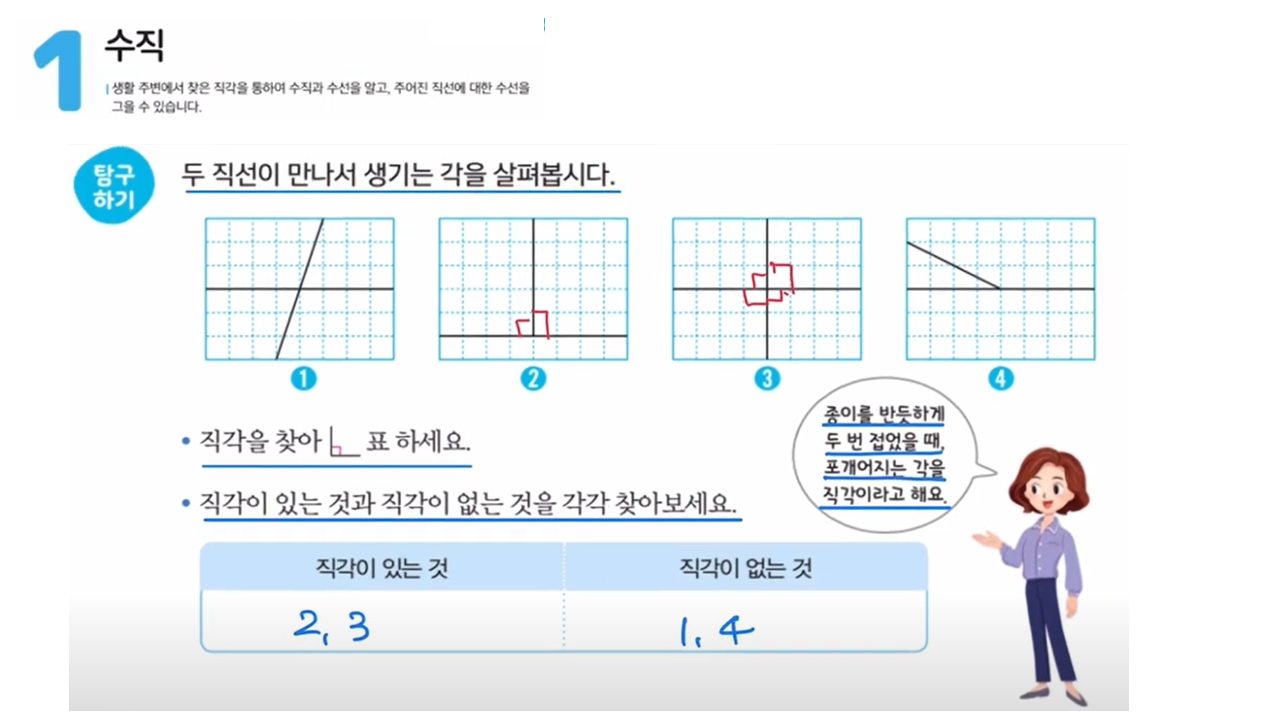 1
수직
생활 주변에서 찾은 직각을 통하여 수직과 수선을 알고, 주어진 직선에 대한 수선을
그을 수 있습니다.
탐구
하기
두 직선이 만나서 생기는 각을 살펴봅시다.
1 2 3 4
• 직각을 찾아 표 하세요.
• 직각이 있는 것과 직각이 없는 것을 각각 찾아보세요.
종이를 반듯하게
두 번 접었을 때,
포개어지는 각을
직각이라고 해요.
직각이 있는 것 직각이 없는 것
2, 3 1, 4